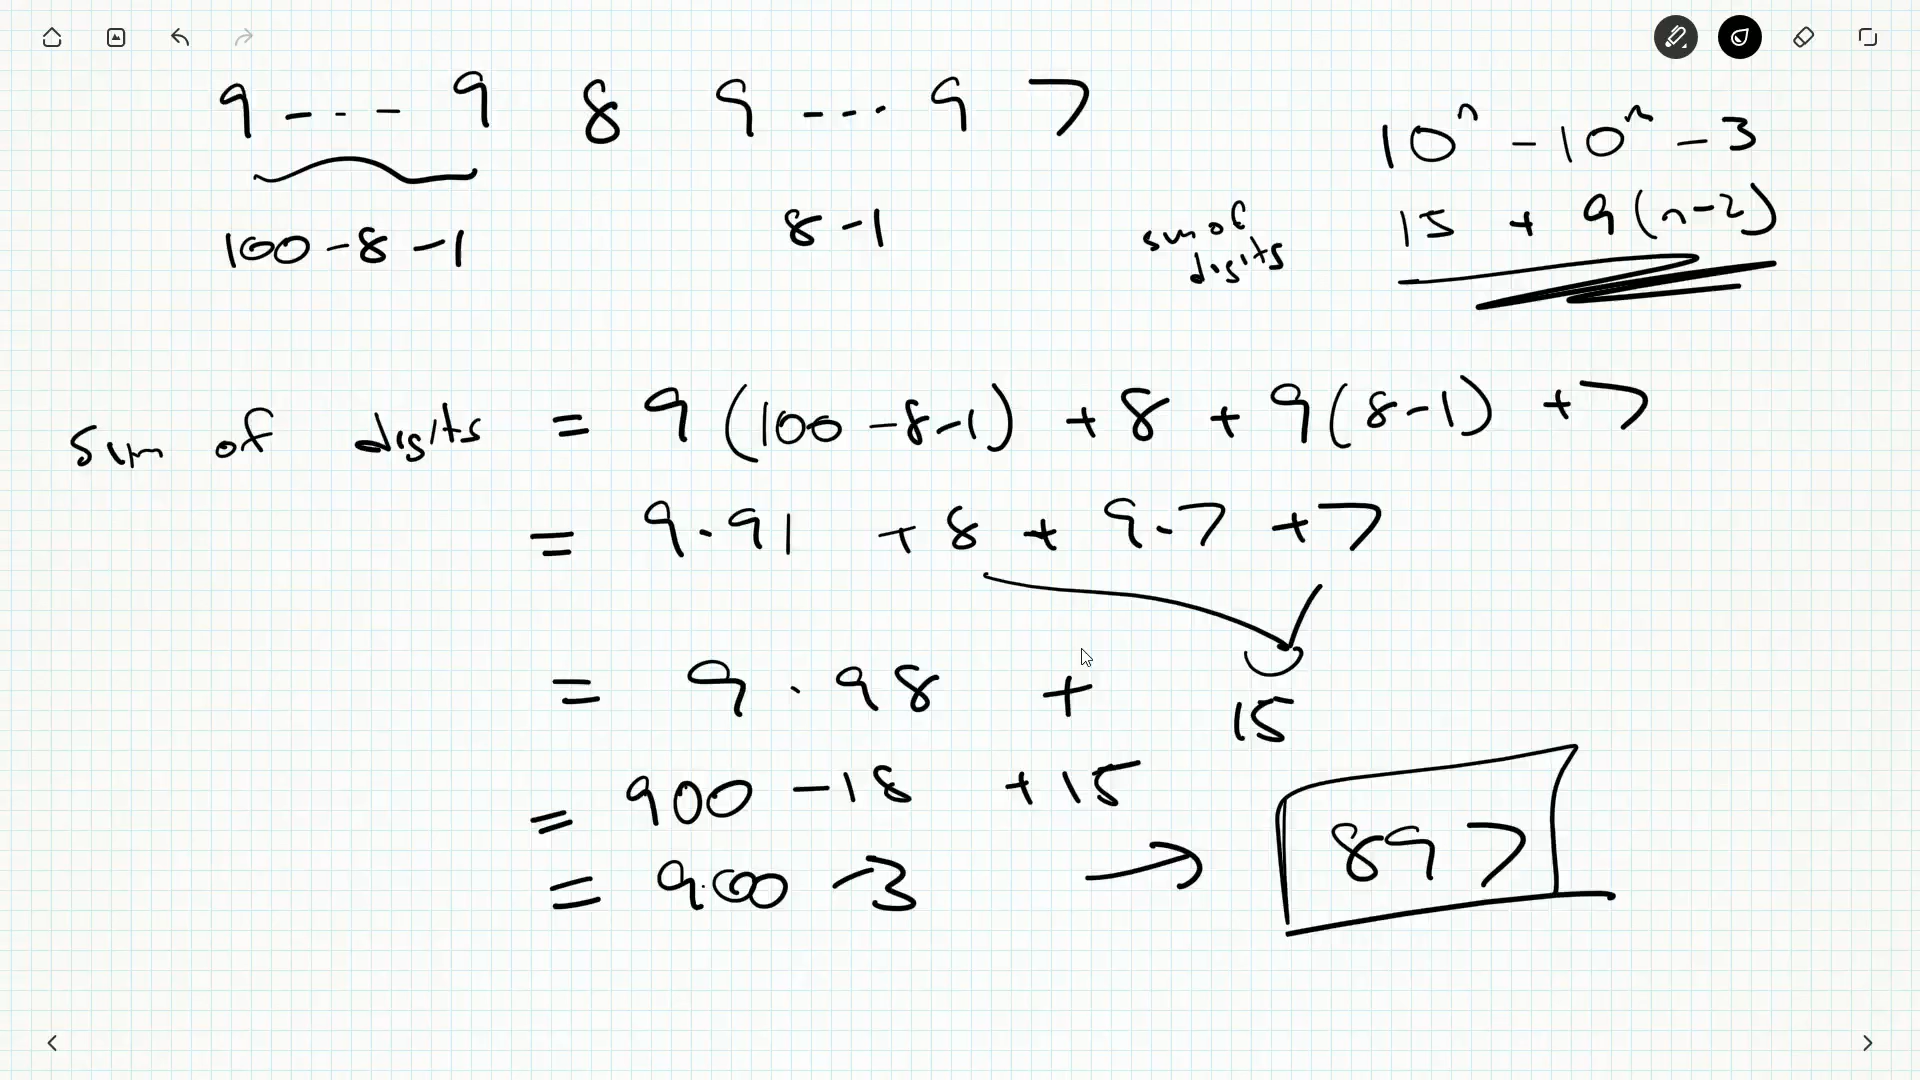 9 - - - 9 8 9 - - - 9 7
10ⁿ - 10ᵐ - 3
100 - 8 - 1 8 - 1
sum of digits 15 + 9(n-2)
Sum of digits = 9(100-8-1) + 8 + 9(8-1) + 7
= 9·91 + 8 + 9·7 + 7
= 9·98 + 15
= 900 - 18 + 15
= 900 - 3 → 897